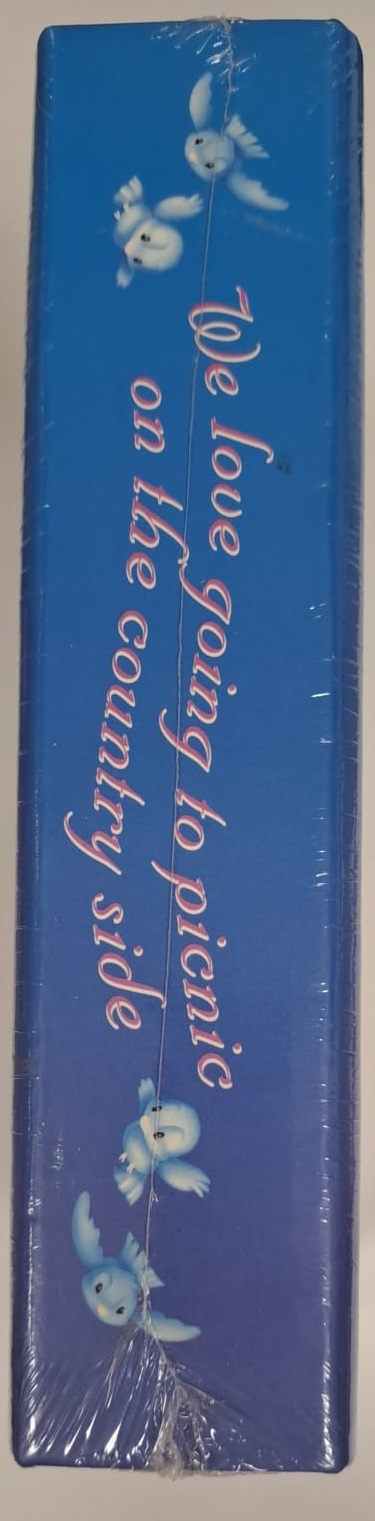 We love going to picnic
on the country side